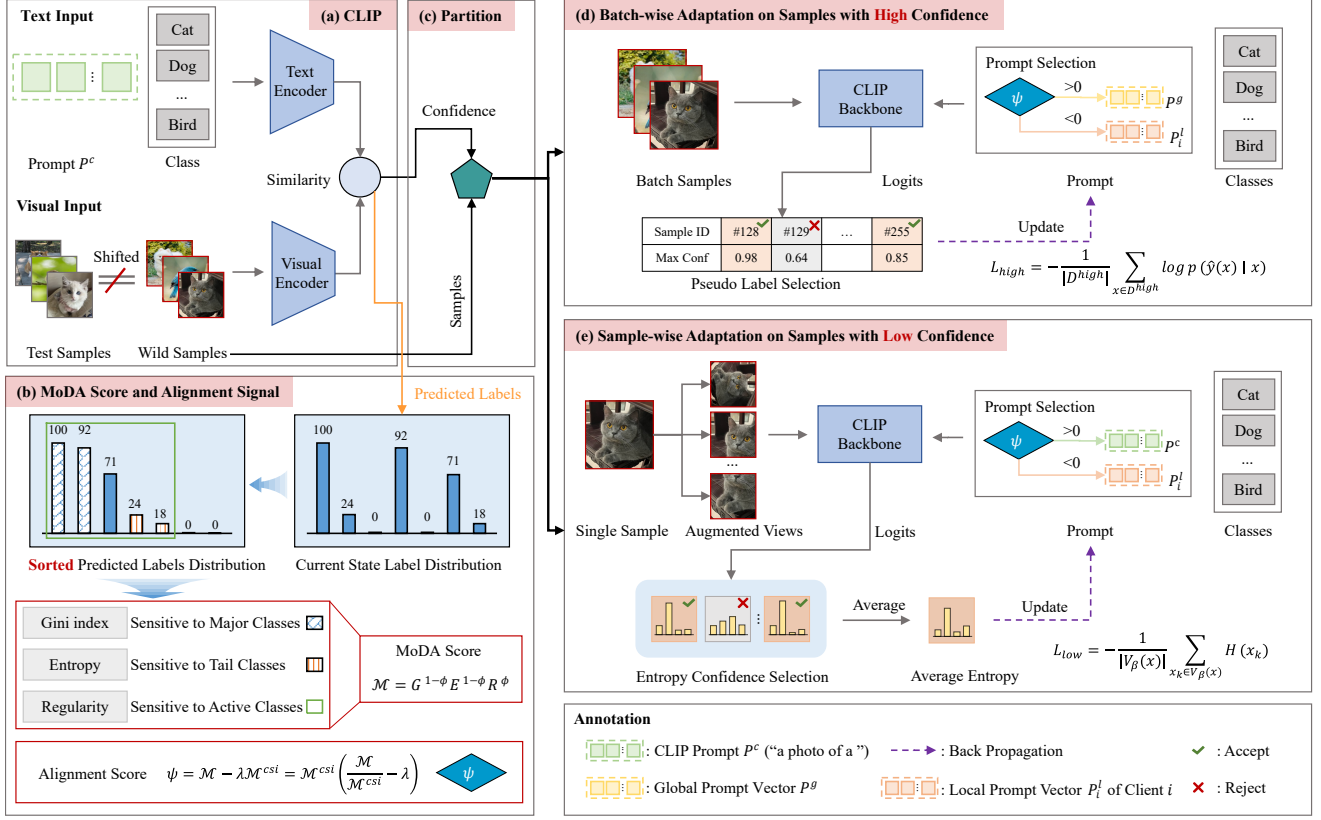 (a) CLIP
Text Input
Cat
Dog
...
Bird
Class
Prompt P^c
Text
Encoder
Similarity
Visual Input
Shifted
Visual
Encoder
Test Samples
Wild Samples
(c) Partition
Confidence
Samples
Predicted Labels
(b) MoDA Score and Alignment Signal
100
92
71
24
18
0
0
Sorted Predicted Labels Distribution
100
24
0
92
0
71
18
Current State Label Distribution
Gini index Sensitive to Major Classes
Entropy Sensitive to Tail Classes
Regularity Sensitive to Active Classes
MoDA Score
ℳ = G^{1-ϕ} E^{1-ϕ} R^ϕ
Alignment Score ψ = ℳ − λℳ^{csi} = ℳ^{csi} (ℳ/ℳ^{csi} − λ)
ψ
(d) Batch-wise Adaptation on Samples with High Confidence
Batch Samples
CLIP
Backbone
Logits
Prompt Selection
ψ
>0
P^g
<0
P_i^l
Prompt
Cat
Dog
...
Bird
Classes
Sample ID #128 #129 ... #255
Max Conf 0.98 0.64 0.85
Pseudo Label Selection
Update
L_{high} = −1/|D^{high}| ∑_{x∈D^{high}} log p (ŷ(x) | x)
(e) Sample-wise Adaptation on Samples with Low Confidence
Single Sample
...
Augmented Views
CLIP
Backbone
Logits
Prompt Selection
ψ
>0
P^c
<0
P_i^l
Prompt
Cat
Dog
...
Bird
Classes
Entropy Confidence Selection
Average
Average Entropy
Update
L_{low} = −1/|V_β(x)| ∑_{x_k∈V_β(x)} H (x_k)
Annotation
: CLIP Prompt P^c (“a photo of a ”)
: Back Propagation
: Accept
: Global Prompt Vector P^g
: Local Prompt Vector P_i^l of Client i
: Reject